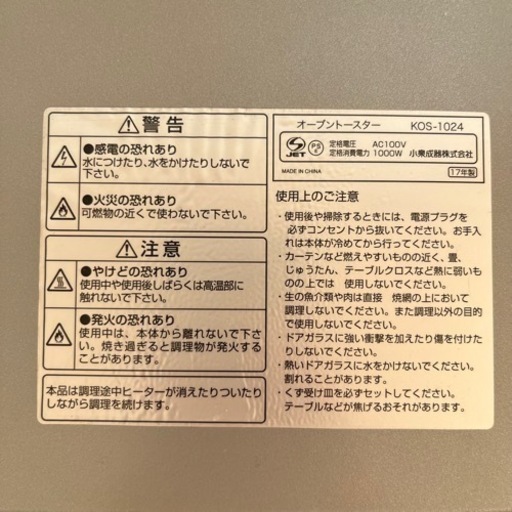 警告
●感電の恐れあり
水につけたり、水をかけたりしないで
下さい。
●火災の恐れあり
可燃物の近くで使わないで下さい。
注意
●やけどの恐れあり
使用中や使用後しばらくは高温部に
触れないで下さい。
●発火の恐れあり
使用中は、本体から離れないで下さ
い。焼き過ぎると調理物が発火する
ことがあります。
本品は調理途中ヒーターが消えたりついたり
しながら調理を続けます。
オーブントースター KOS-1024
JET
PS
E
定格電圧 AC100V
定格消費電力 1000W 小泉成器株式会社
MADE IN CHINA
17年製
使用上のご注意
・使用後や掃除するときには、電源プラグを
必ずコンセントから抜いてください。お手入
れは本体が冷めてから行ってください。
・カーテンなど燃えやすいものの近く、畳、
じゅうたん、テーブルクロスなど熱に弱いも
のの上では 使用しないでください。
・生の魚介類や肉は直接 焼網の上において
調理しないでください。また調理以外の目的
で使用しないでください。
・ドアガラスに強い衝撃を加えたり傷を付けた
りしないでください。
・熱いドアガラスに水をかけないでください。
割れることがあります。
・くず受け皿を必ずセットしてください。
テーブルなどが焦げるおそれがあります。